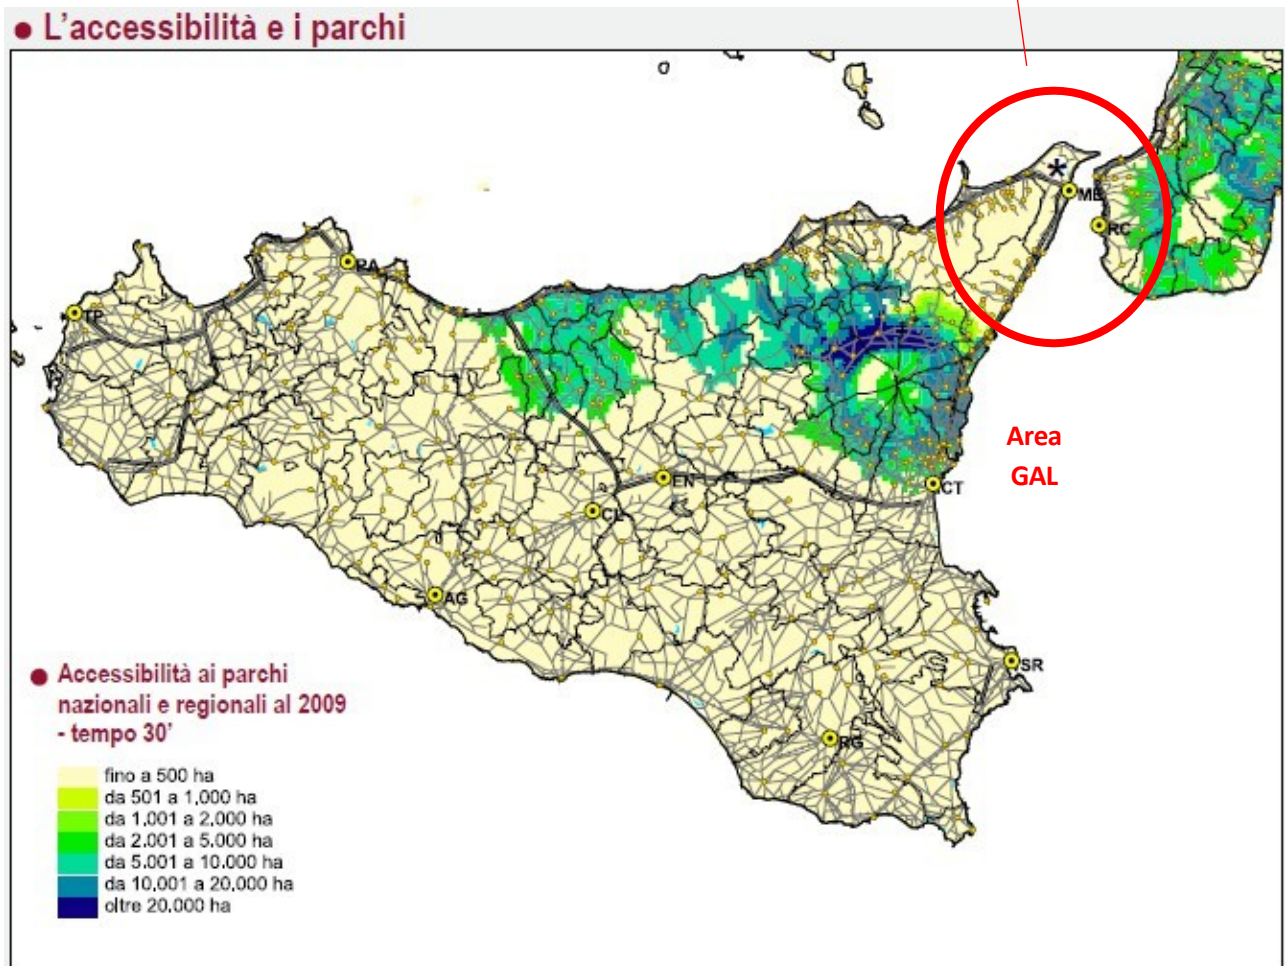 ● L'accessibilità e i parchi
*
ME
RC
PA
TP
Area
GAL
EN
CT
CL
AG
SR
RG
● Accessibilità ai parchi
nazionali e regionali al 2009
- tempo 30'
fino a 500 ha
da 501 a 1.000 ha
da 1.001 a 2.000 ha
da 2.001 a 5.000 ha
da 5.001 a 10.000 ha
da 10.001 a 20.000 ha
oltre 20.000 ha